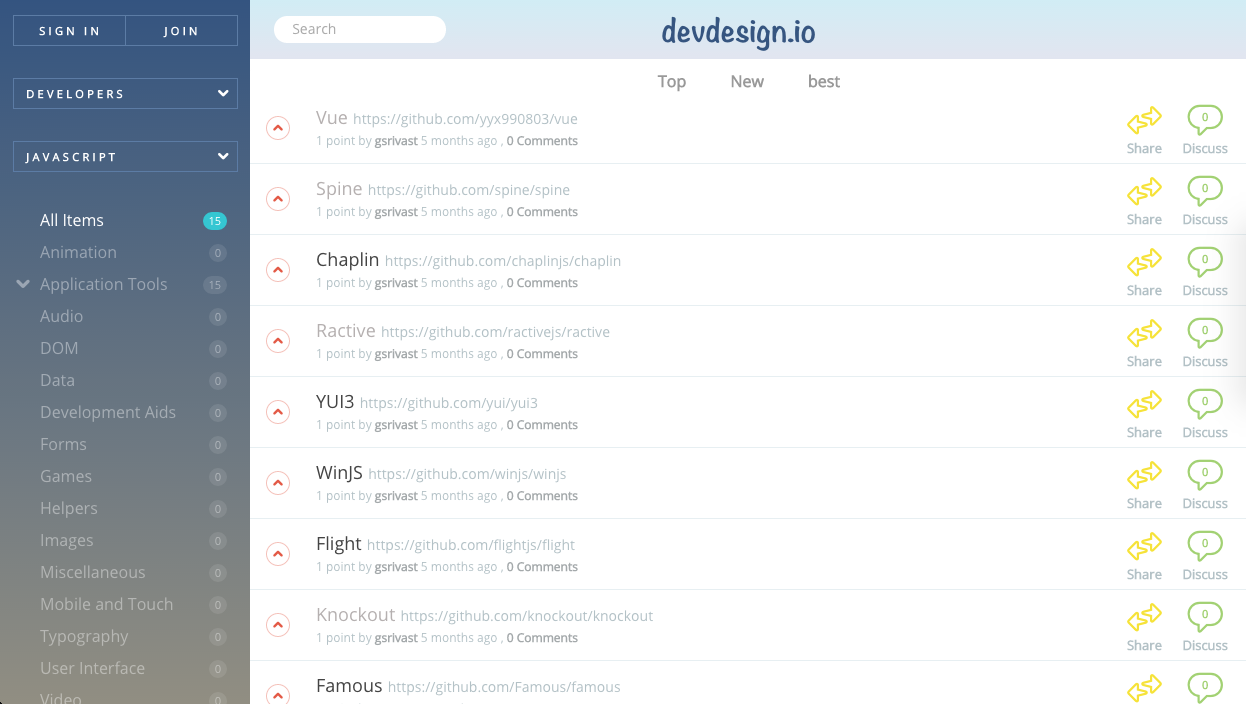 SIGN IN JOIN
DEVELOPERS
JAVASCRIPT
All Items 15
Animation 0
Application Tools 15
Audio 0
DOM 0
Data 0
Development Aids 0
Forms 0
Games 0
Helpers 0
Images 0
Miscellaneous 0
Mobile and Touch 0
Typography 0
User Interface 0
Video
Search
devdesign.io
Top New best
Vue https://github.com/yyx990803/vue
1 point by gsrivast 5 months ago , 0 Comments
Share 0 Discuss
Spine https://github.com/spine/spine
1 point by gsrivast 5 months ago , 0 Comments
Share 0 Discuss
Chaplin https://github.com/chaplinjs/chaplin
1 point by gsrivast 5 months ago , 0 Comments
Share 0 Discuss
Ractive https://github.com/ractivejs/ractive
1 point by gsrivast 5 months ago , 0 Comments
Share 0 Discuss
YUI3 https://github.com/yui/yui3
1 point by gsrivast 5 months ago , 0 Comments
Share 0 Discuss
WinJS https://github.com/winjs/winjs
1 point by gsrivast 5 months ago , 0 Comments
Share 0 Discuss
Flight https://github.com/flightjs/flight
1 point by gsrivast 5 months ago , 0 Comments
Share 0 Discuss
Knockout https://github.com/knockout/knockout
1 point by gsrivast 5 months ago , 0 Comments
Share 0 Discuss
Famous https://github.com/Famous/famous
0